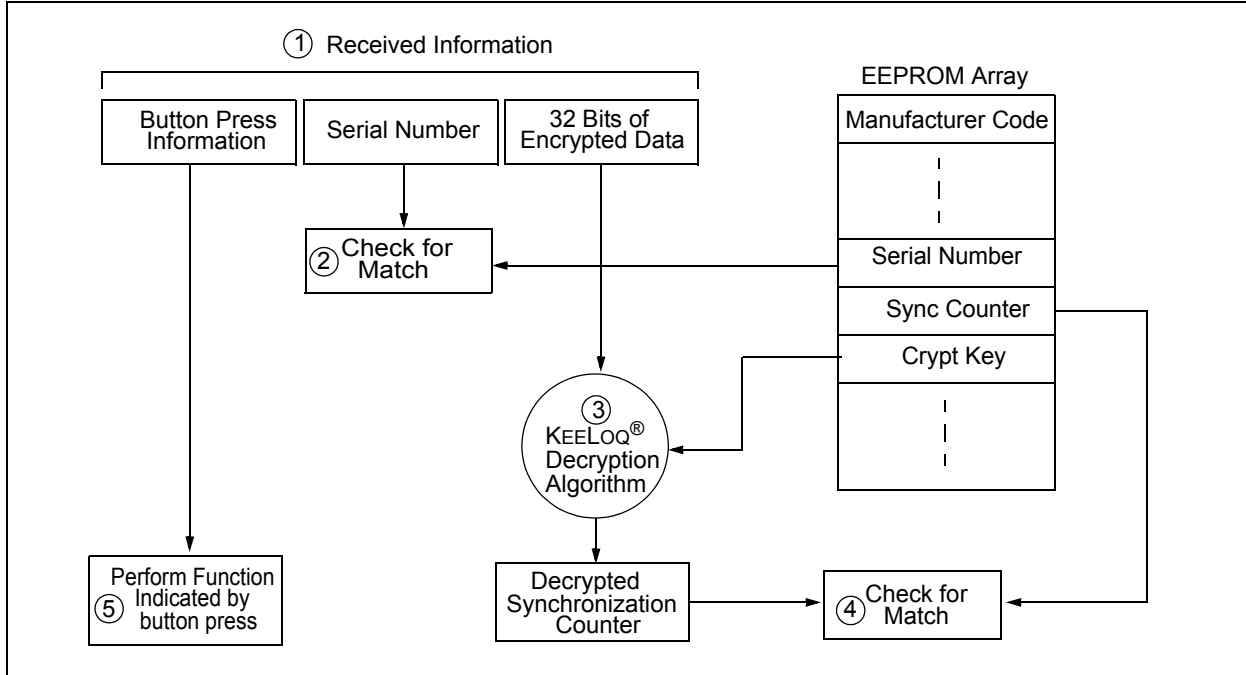 ① Received Information
EEPROM Array
Button Press
Information
Serial Number
32 Bits of
Encrypted Data
Manufacturer Code
② Check for
Match
Serial Number
Sync Counter
Crypt Key
③
KEELOQ®
Decryption
Algorithm
Perform Function
⑤ Indicated by
button press
Decrypted
Synchronization
Counter
④ Check for
Match